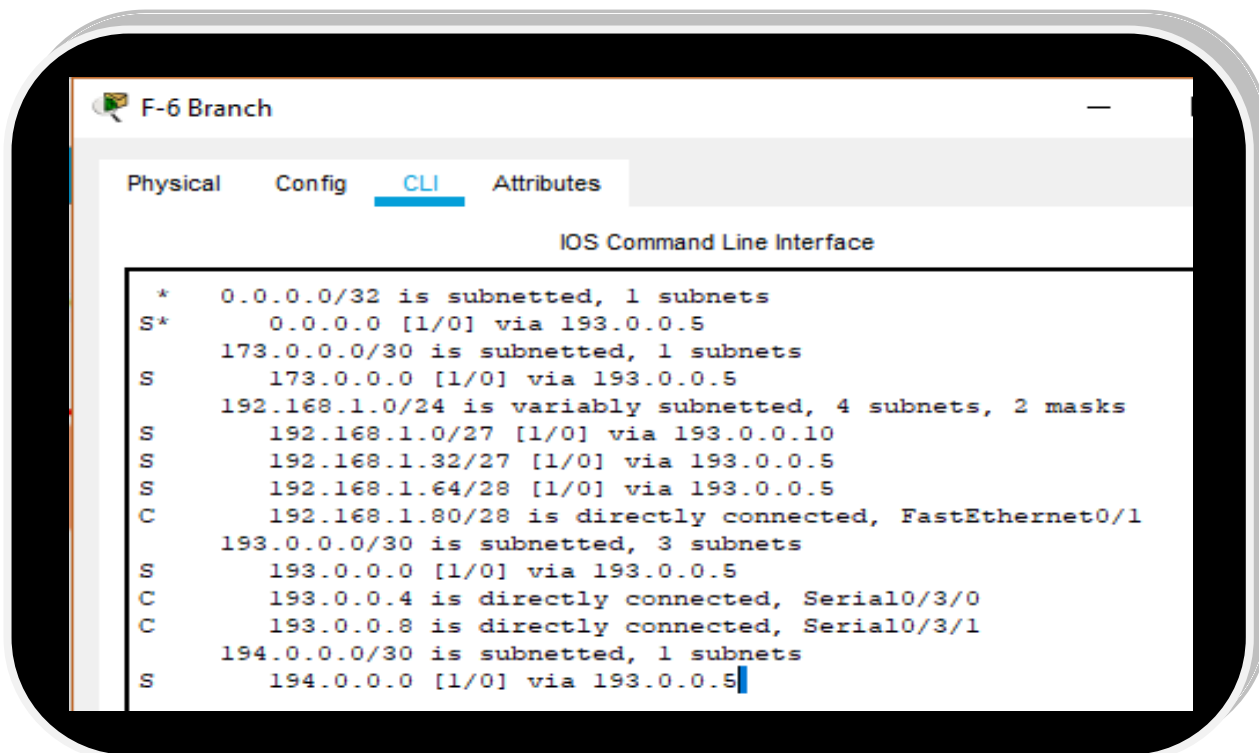 F-6 Branch
Physical Config CLI Attributes
IOS Command Line Interface
* 0.0.0.0/32 is subnetted, 1 subnets
S* 0.0.0.0 [1/0] via 193.0.0.5
173.0.0.0/30 is subnetted, 1 subnets
S 173.0.0.0 [1/0] via 193.0.0.5
192.168.1.0/24 is variably subnetted, 4 subnets, 2 masks
S 192.168.1.0/27 [1/0] via 193.0.0.10
S 192.168.1.32/27 [1/0] via 193.0.0.5
S 192.168.1.64/28 [1/0] via 193.0.0.5
C 192.168.1.80/28 is directly connected, FastEthernet0/1
193.0.0.0/30 is subnetted, 3 subnets
S 193.0.0.0 [1/0] via 193.0.0.5
C 193.0.0.4 is directly connected, Serial0/3/0
C 193.0.0.8 is directly connected, Serial0/3/1
194.0.0.0/30 is subnetted, 1 subnets
S 194.0.0.0 [1/0] via 193.0.0.5